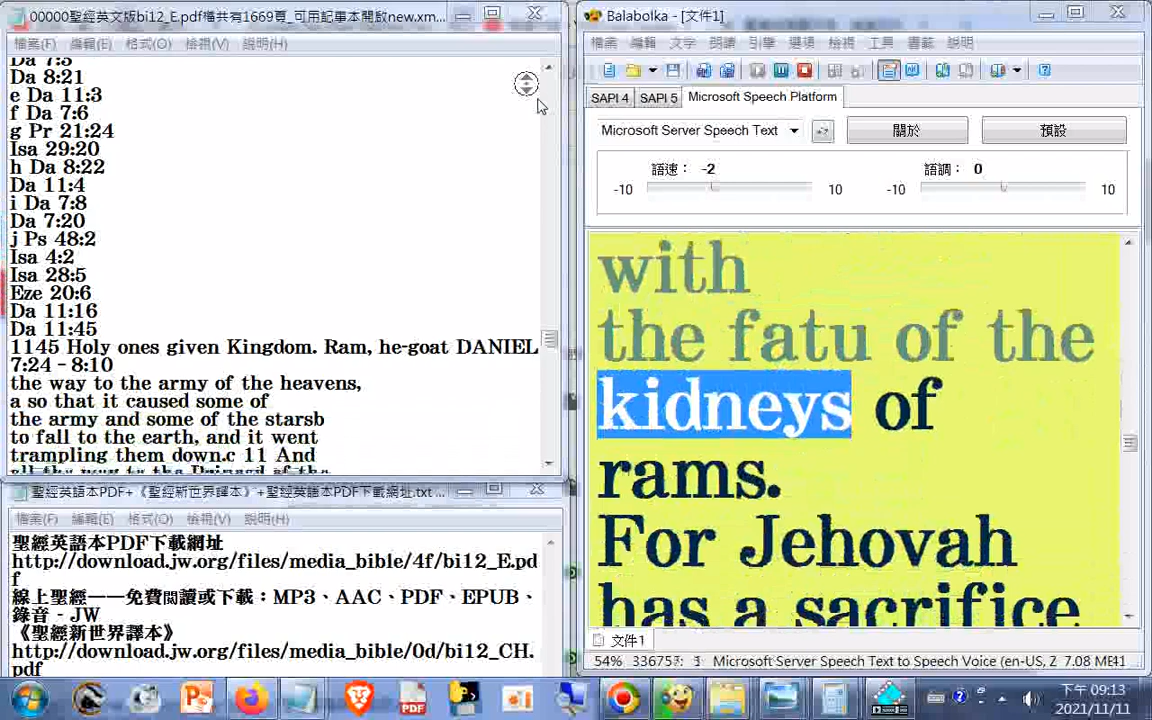 00000聖經英文版bi12_E.pdf檔共有1669頁_可用記事本開啟new.xm...
檔案(F) 編輯(E) 格式(O) 檢視(V) 說明(H)
Da 7:5
Da 8:21
e Da 11:3
f Da 7:6
g Pr 21:24
Isa 29:20
h Da 8:22
Da 11:4
i Da 7:8
Da 7:20
j Ps 48:2
Isa 4:2
Isa 28:5
Eze 20:6
Da 11:16
Da 11:45
1145 Holy ones given Kingdom. Ram, he-goat DANIEL
7:24 – 8:10
the way to the army of the heavens,
a so that it caused some of
the army and some of the starsb
to fall to the earth, and it went
trampling them down.c 11 And
all the way to the Prince of the
聖經英語本PDF+《聖經新世界譯本》+聖經英語本PDF下載網址.txt ...
檔案(F) 編輯(E) 格式(O) 檢視(V) 說明(H)
聖經英語本PDF下載網址
http://download.jw.org/files/media_bible/4f/bi12_E.pd
f
線上聖經——免費閱讀或下載：MP3、AAC、PDF、EPUB、
錄音 - JW
《聖經新世界譯本》
http://download.jw.org/files/media_bible/0d/bi12_CH.
pdf
Balabolka - [文件1]
檔案 編輯 文字 朗讀 引擎 選項 檢視 工具 書籤 說明
SAPI 4 SAPI 5 Microsoft Speech Platform
Microsoft Server Speech Text 關於 預設
語速： -2 語調： 0
-10 10 -10 10
with
the fatu of the
kidneys of
rams.
For Jehovah
has a sacrifice
文件1
54% Microsoft Server Speech Text to Speech Voice (en-US, Z 7.08 ME
下午 09:13
2021/11/11